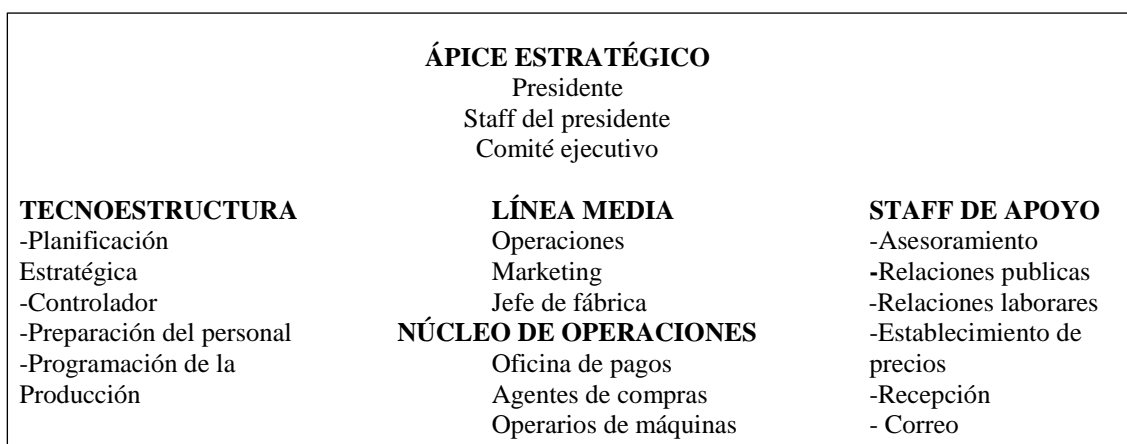 ÁPICE ESTRATÉGICO
Presidente
Staff del presidente
Comité ejecutivo
TECNOESTRUCTURA
-Planificación
Estratégica
-Controlador
-Preparación del personal
-Programación de la
Producción
LÍNEA MEDIA
Operaciones
Marketing
Jefe de fábrica
NÚCLEO DE OPERACIONES
Oficina de pagos
Agentes de compras
Operarios de máquinas
STAFF DE APOYO
-Asesoramiento
-Relaciones publicas
-Relaciones laborares
-Establecimiento de
precios
-Recepción
- Correo